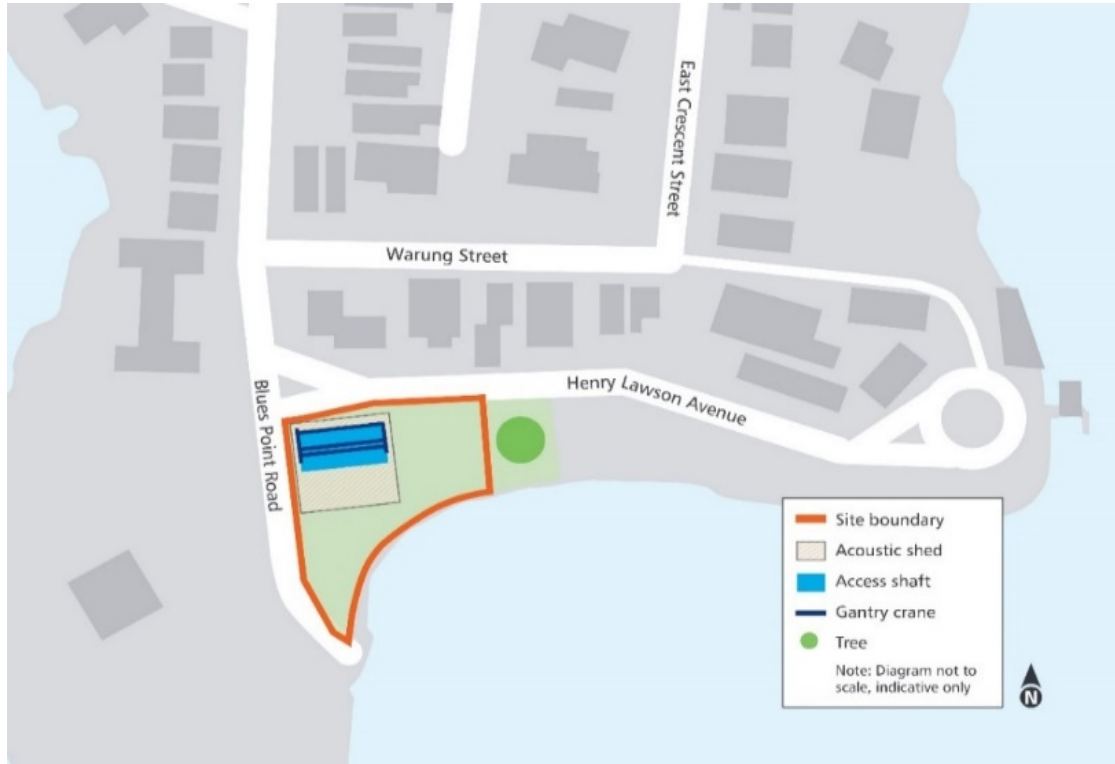 East Crescent Street
Warung Street
Henry Lawson Avenue
Blues Point Road
Site boundary
Acoustic shed
Access shaft
Gantry crane
Tree
Note: Diagram not to
scale, indicative only
N